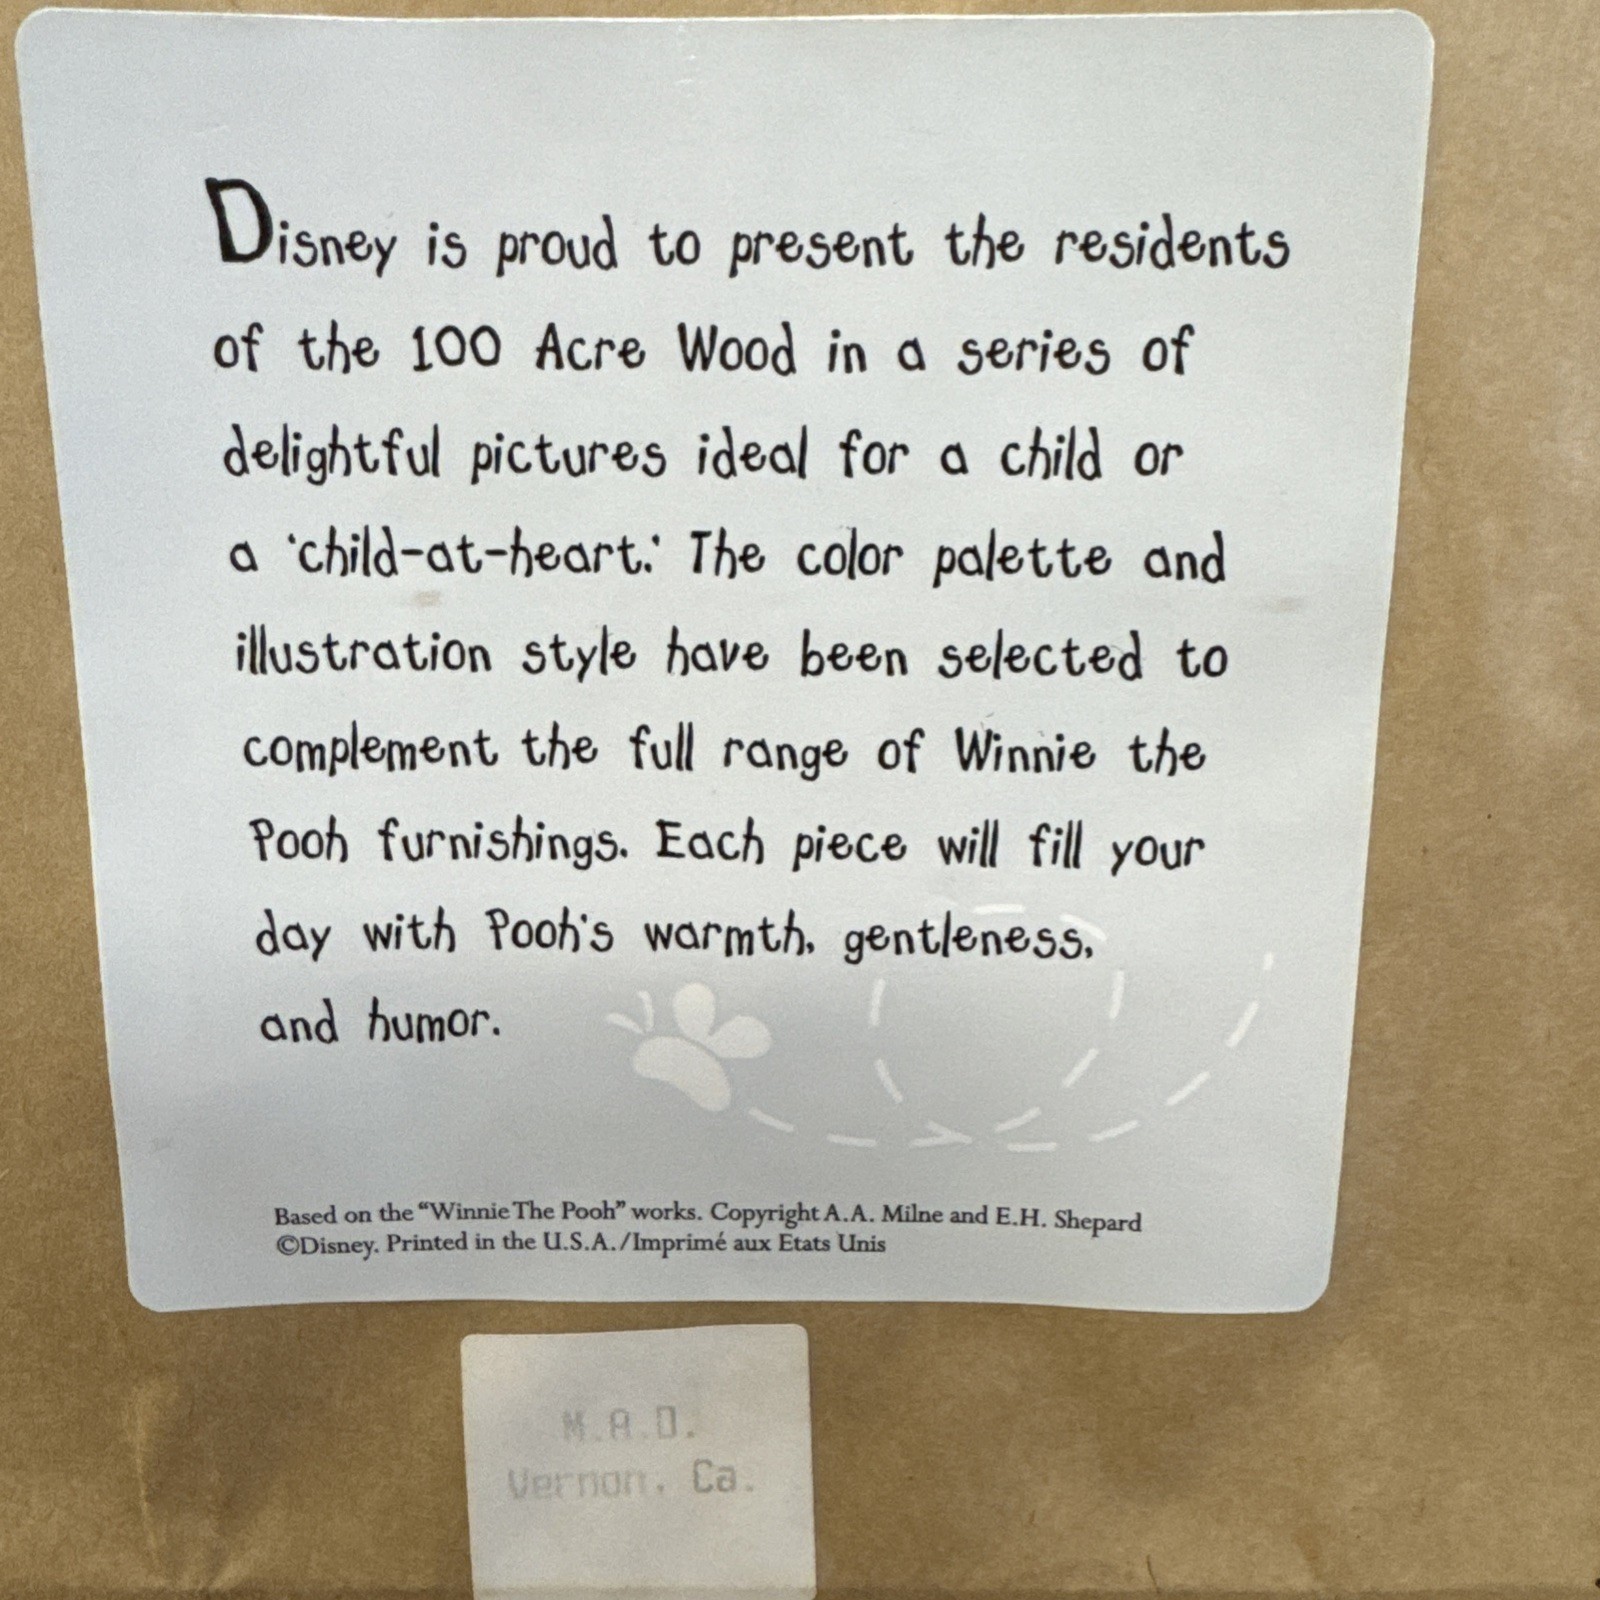 Disney is proud to present the residents
of the 100 Acre Wood in a series of
delightful pictures ideal for a child or
a 'child-at-heart.' The color palette and
illustration style have been selected to
complement the full range of Winnie the
Pooh furnishings. Each piece will fill your
day with Pooh's warmth, gentleness,
and humor.
Based on the “Winnie The Pooh” works. Copyright A.A. Milne and E.H. Shepard
©Disney. Printed in the U.S.A./Imprimé aux Etats Unis
M.A.D.
Vernon, Ca.